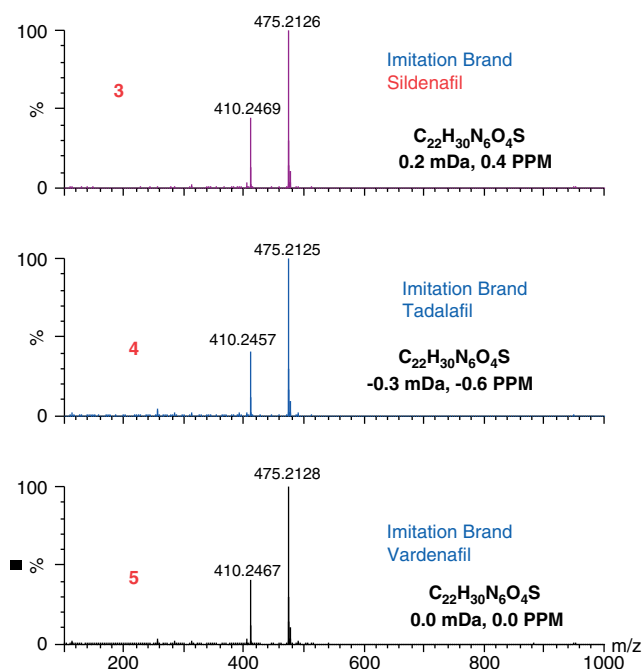 475.2126
100
Imitation Brand
Sildenafil
3
%
410.2469
C₂₂H₃₀N₆O₄S
0.2 mDa, 0.4 PPM
0
475.2125
100
Imitation Brand
Tadalafil
410.2457
%
4
C₂₂H₃₀N₆O₄S
-0.3 mDa, -0.6 PPM
0
475.2128
100
Imitation Brand
Vardenafil
%
5
410.2467
C₂₂H₃₀N₆O₄S
0.0 mDa, 0.0 PPM
0
m/z
200 400 600 800 1000